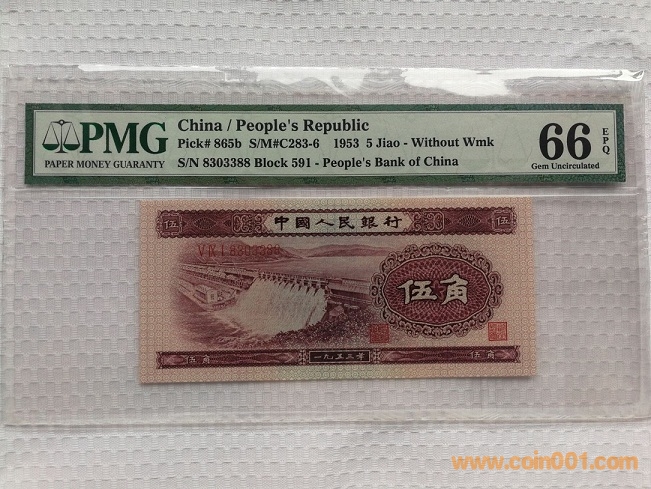 PMG
PAPER MONEY GUARANTY
China / People's Republic
Pick# 865b S/M#C283-6 1953 5 Jiao - Without Wmk
S/N 8303388 Block 591 - People's Bank of China
66 EPQ
Gem Uncirculated
伍 中國人民銀行 伍
VIX I 8303388
伍角
伍角 一九五三年 伍角
www.coin001.com